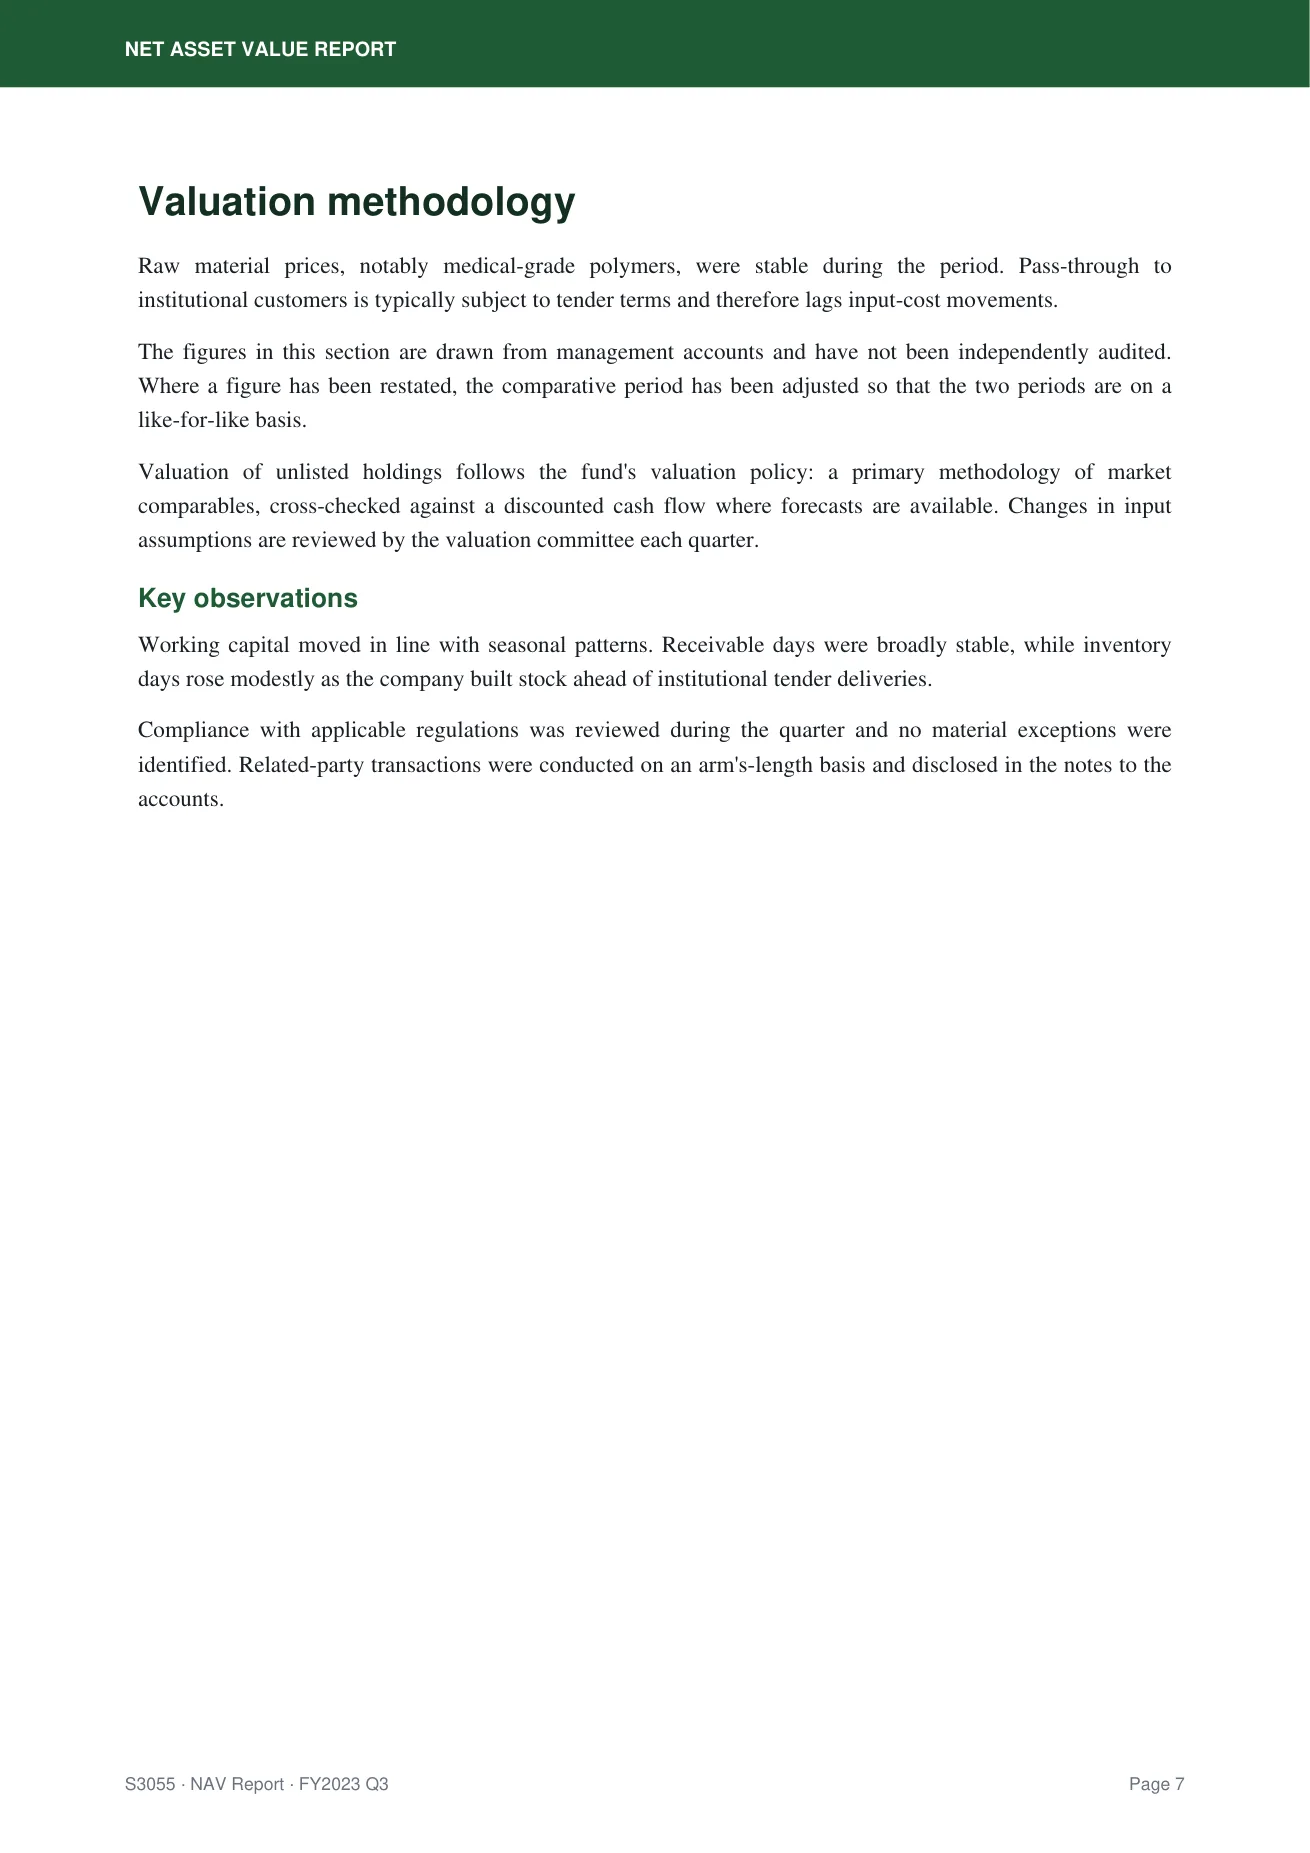 NET ASSET VALUE REPORT
Valuation methodology
Raw material prices, notably medical-grade polymers, were stable during the period. Pass-through to
institutional customers is typically subject to tender terms and therefore lags input-cost movements.
The figures in this section are drawn from management accounts and have not been independently audited.
Where a figure has been restated, the comparative period has been adjusted so that the two periods are on a
like-for-like basis.
Valuation of unlisted holdings follows the fund's valuation policy: a primary methodology of market
comparables, cross-checked against a discounted cash flow where forecasts are available. Changes in input
assumptions are reviewed by the valuation committee each quarter.
Key observations
Working capital moved in line with seasonal patterns. Receivable days were broadly stable, while inventory
days rose modestly as the company built stock ahead of institutional tender deliveries.
Compliance with applicable regulations was reviewed during the quarter and no material exceptions were
identified. Related-party transactions were conducted on an arm's-length basis and disclosed in the notes to the
accounts.
S3055 · NAV Report · FY2023 Q3
Page 7